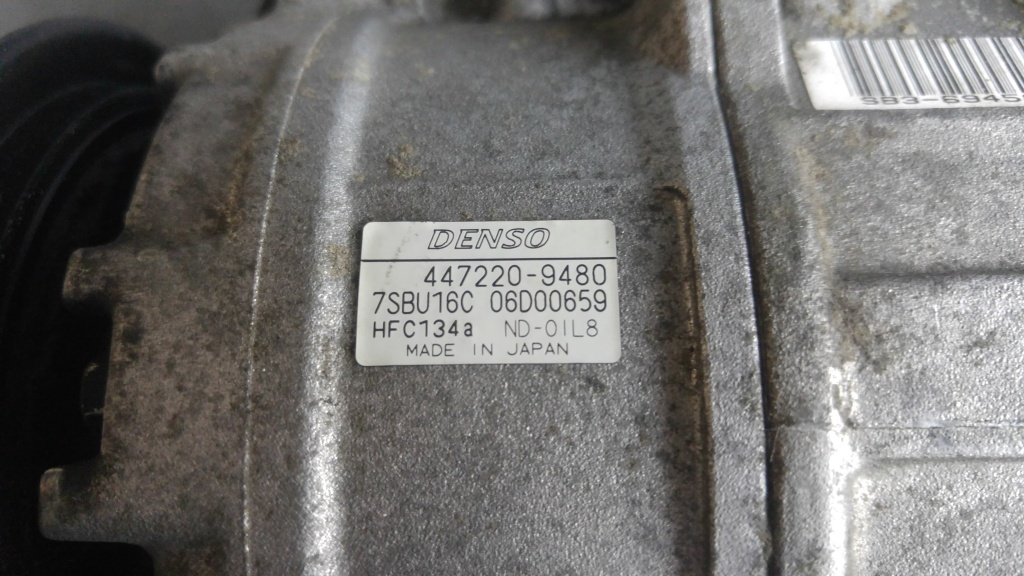 DENSO
447220-9480
7SBU16C 06D00659
HFC134a ND-OIL8
MADE IN JAPAN